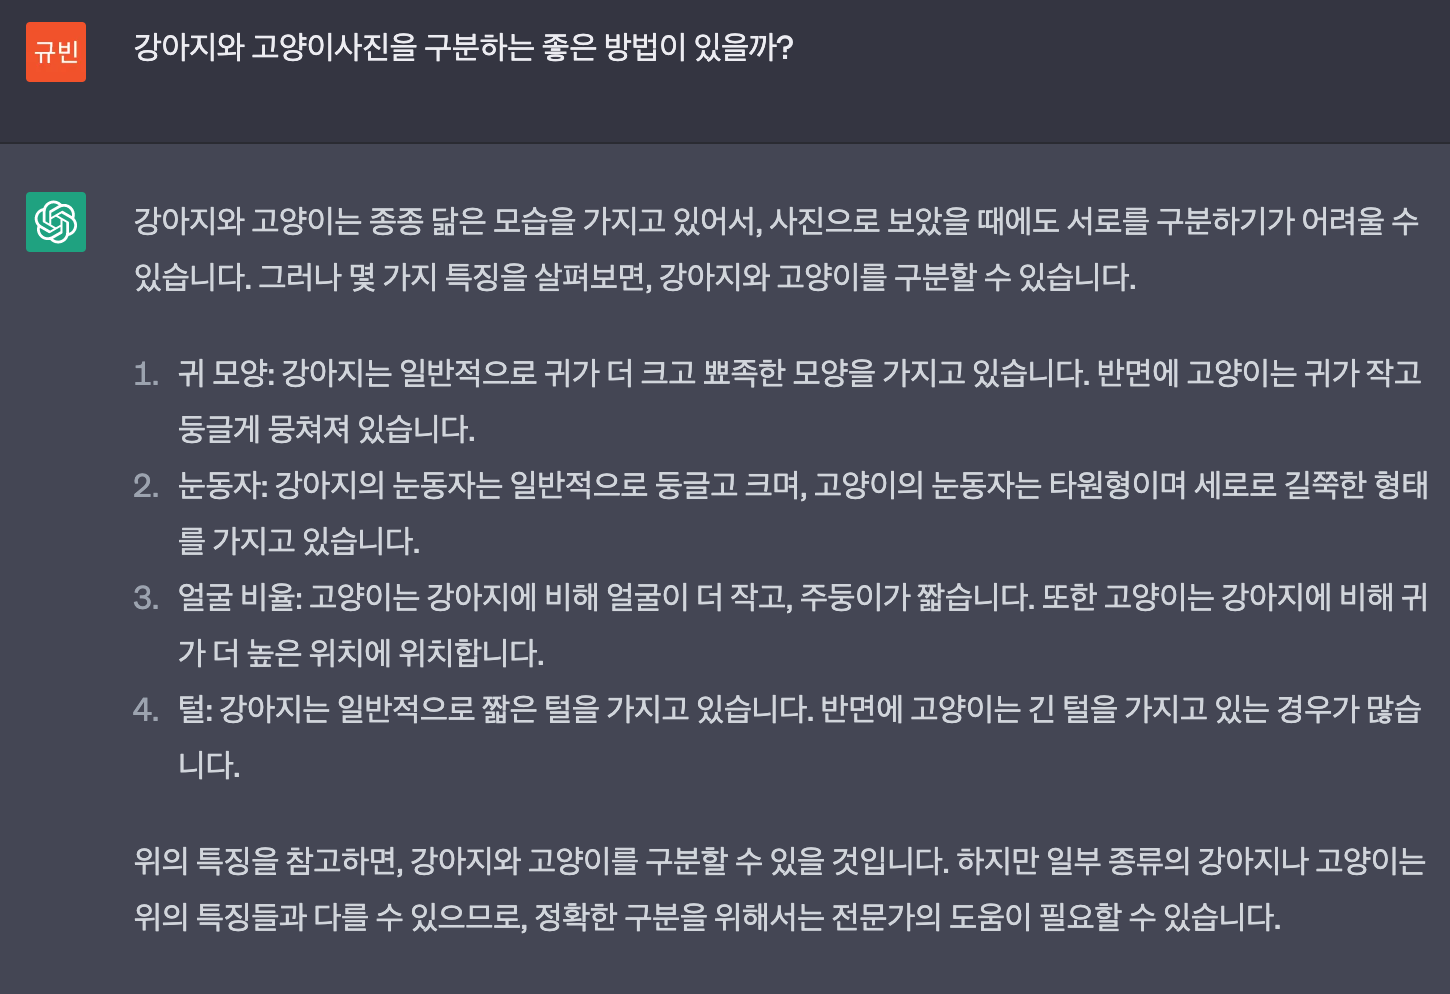 규빈
강아지와 고양이사진을 구분하는 좋은 방법이 있을까?
강아지와 고양이는 종종 닮은 모습을 가지고 있어서, 사진으로 보았을 때에도 서로를 구분하기가 어려울 수
있습니다. 그러나 몇 가지 특징을 살펴보면, 강아지와 고양이를 구분할 수 있습니다.
1. 귀 모양: 강아지는 일반적으로 귀가 더 크고 뾰족한 모양을 가지고 있습니다. 반면에 고양이는 귀가 작고
둥글게 뭉쳐져 있습니다.
2. 눈동자: 강아지의 눈동자는 일반적으로 둥글고 크며, 고양이의 눈동자는 타원형이며 세로로 길쭉한 형태
를 가지고 있습니다.
3. 얼굴 비율: 고양이는 강아지에 비해 얼굴이 더 작고, 주둥이가 짧습니다. 또한 고양이는 강아지에 비해 귀
가 더 높은 위치에 위치합니다.
4. 털: 강아지는 일반적으로 짧은 털을 가지고 있습니다. 반면에 고양이는 긴 털을 가지고 있는 경우가 많습
니다.
위의 특징을 참고하면, 강아지와 고양이를 구분할 수 있을 것입니다. 하지만 일부 종류의 강아지나 고양이는
위의 특징들과 다를 수 있으므로, 정확한 구분을 위해서는 전문가의 도움이 필요할 수 있습니다.